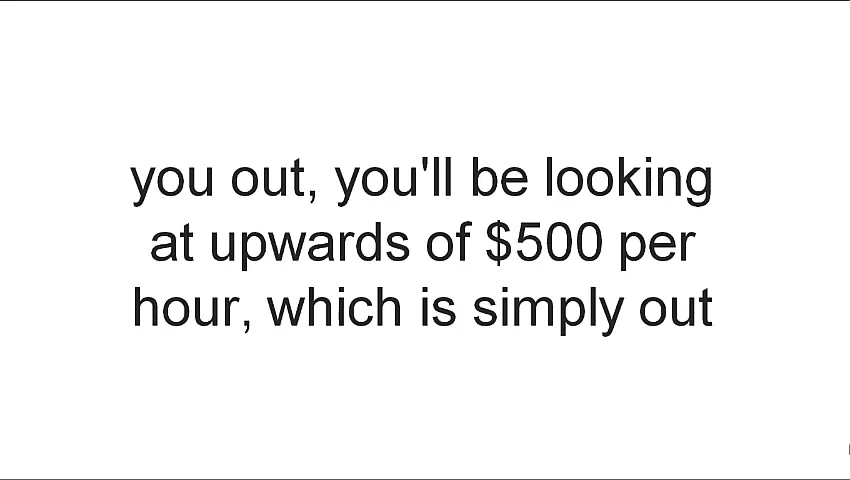 you out, you'll be looking
at upwards of $500 per
hour, which is simply out